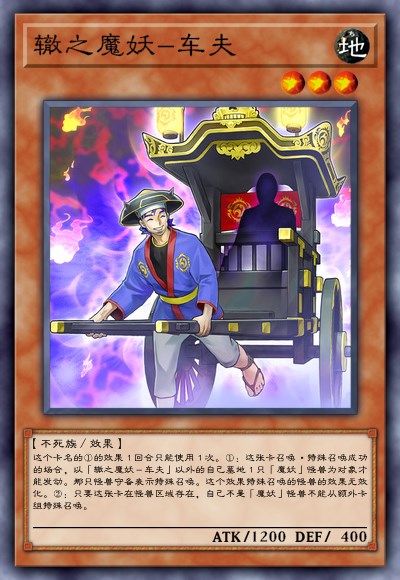 辙之魔妖-车夫
地
【不死族/效果】
这个卡名的①的效果1回合只能使用1次。①：这张卡召唤·特殊召唤成功
的场合，以「辙之魔妖-车夫」以外的自己墓地1只「魔妖」怪兽为对象才
能发动。那只怪兽守备表示特殊召唤。这个效果特殊召唤的怪兽的效果无效
化。②：只要这张卡在怪兽区域存在，自己不是「魔妖」怪兽不能从额外卡
组特殊召唤。
ATK/1200 DEF/ 400